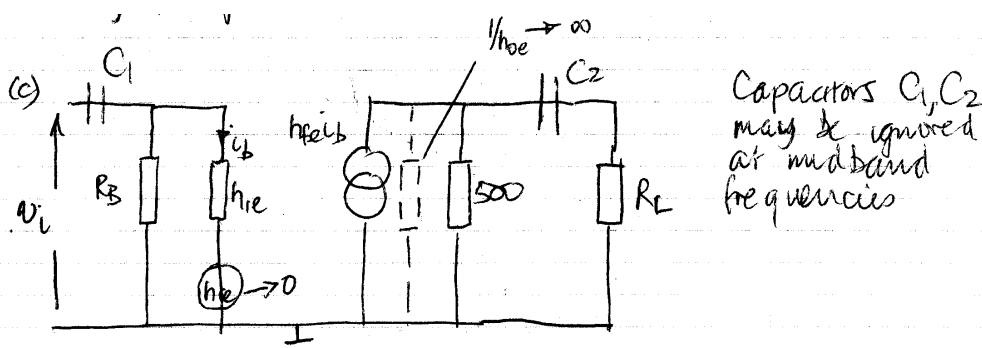 1/hoe → ∞
(c)
C1
C2
Capacitors C1, C2
may be ignored
at midband
frequencies
hfeib
ib
vi
RB
hie
500
RL
hre → 0